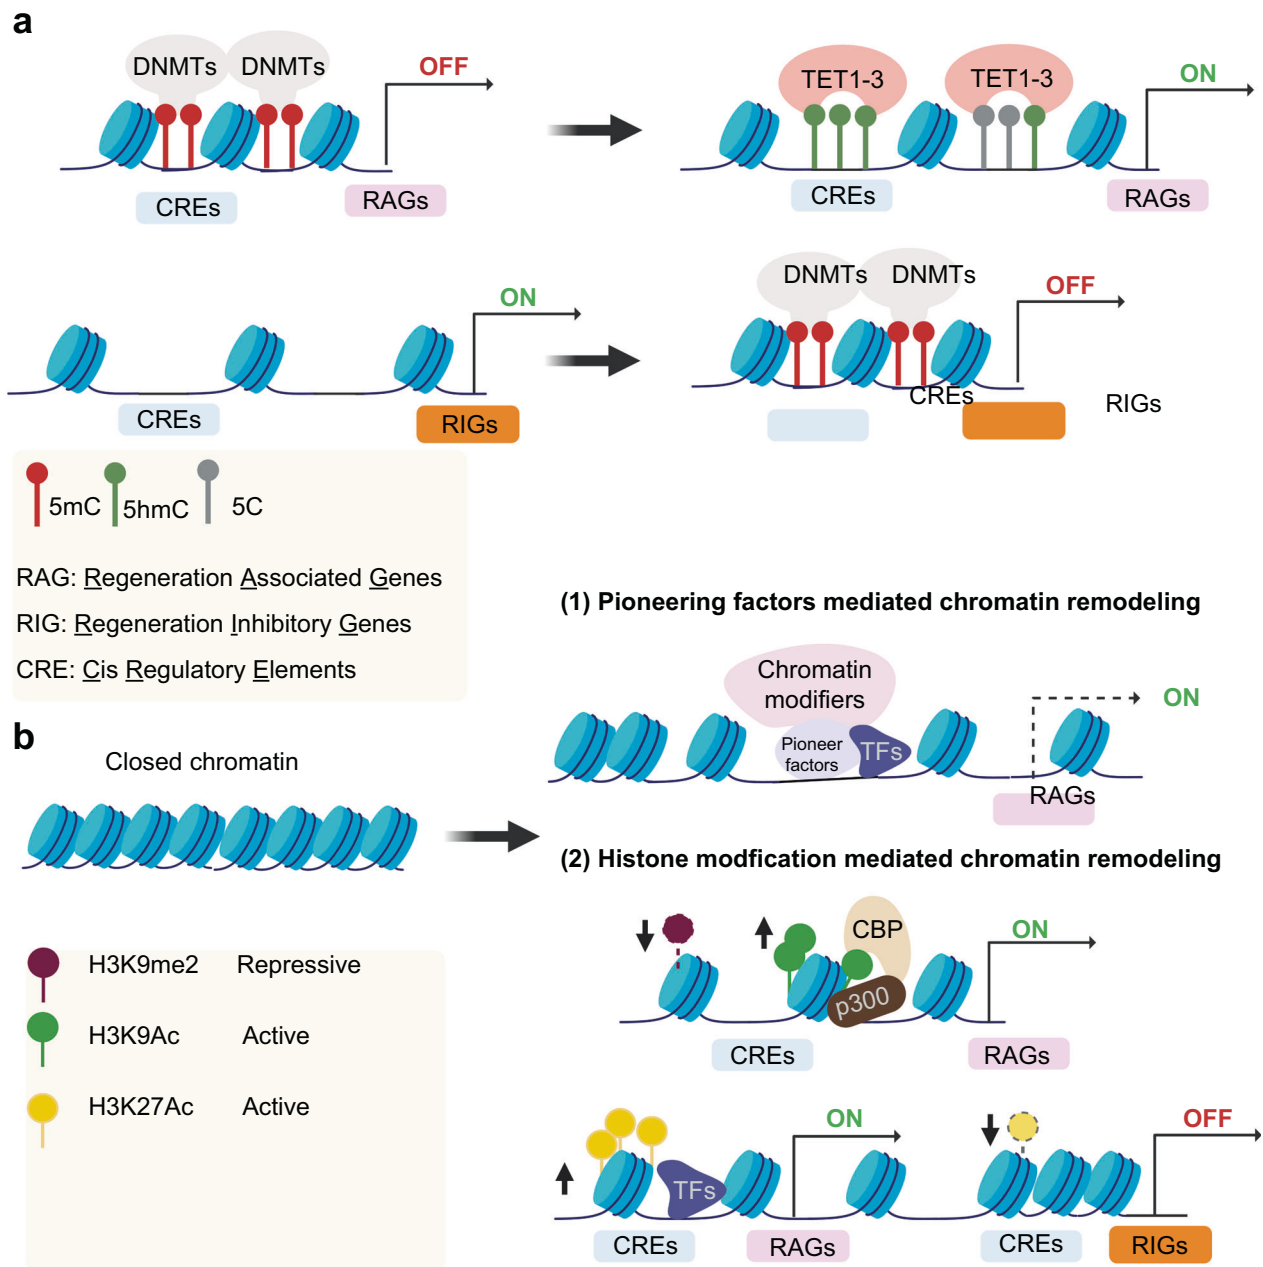 a
DNMTs DNMTs OFF
CREs RAGs
TET1-3 TET1-3 ON
CREs RAGs
ON
CREs RIGs
DNMTs DNMTs OFF
CREs RIGs
5mC 5hmC 5C
RAG: Regeneration Associated Genes
RIG: Regeneration Inhibitory Genes
CRE: Cis Regulatory Elements
b
Closed chromatin
(1) Pioneering factors mediated chromatin remodeling
Chromatin
modifiers
Pioneer
factors
TFs
ON
RAGs
(2) Histone modfication mediated chromatin remodeling
CBP
p300
ON
CREs RAGs
H3K9me2 Repressive
H3K9Ac Active
H3K27Ac Active
ON
TFs
CREs RAGs
OFF
CREs RIGs